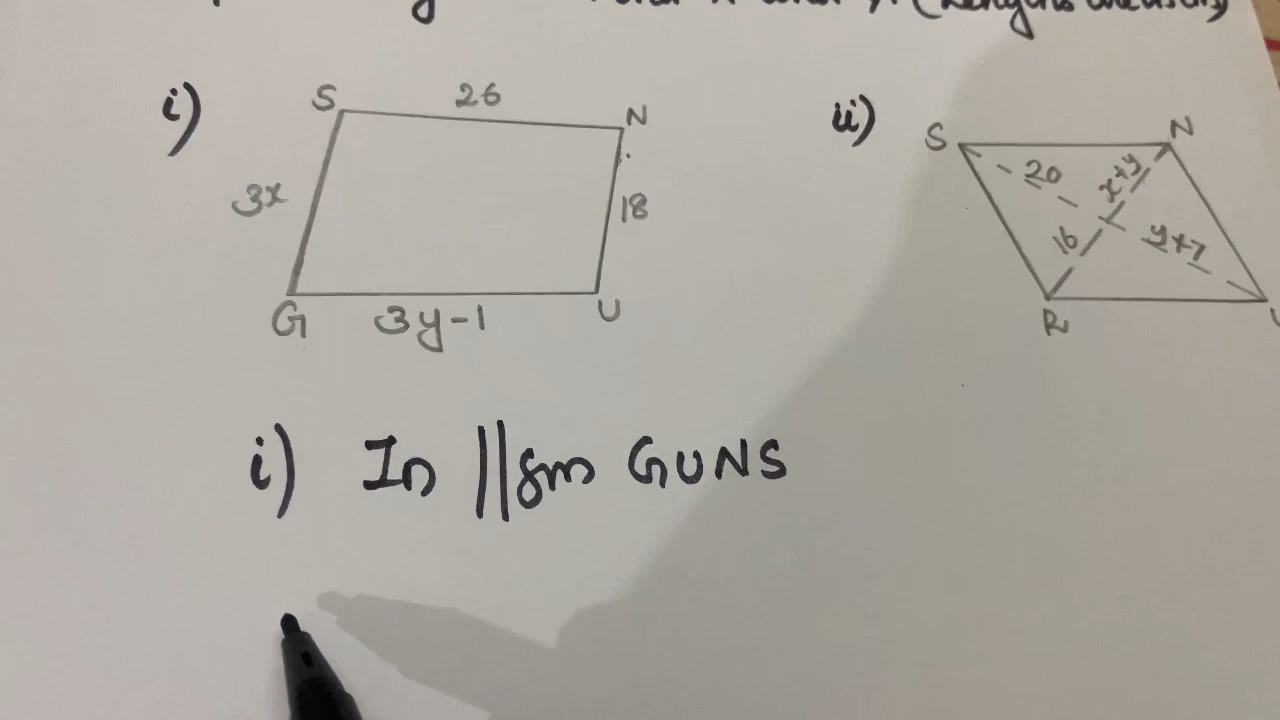 i)
S 26 N
3x 18
G 3y-1 U
ii)
S N
20 x+y
16 y+7
R
i) In ||gm GUNS